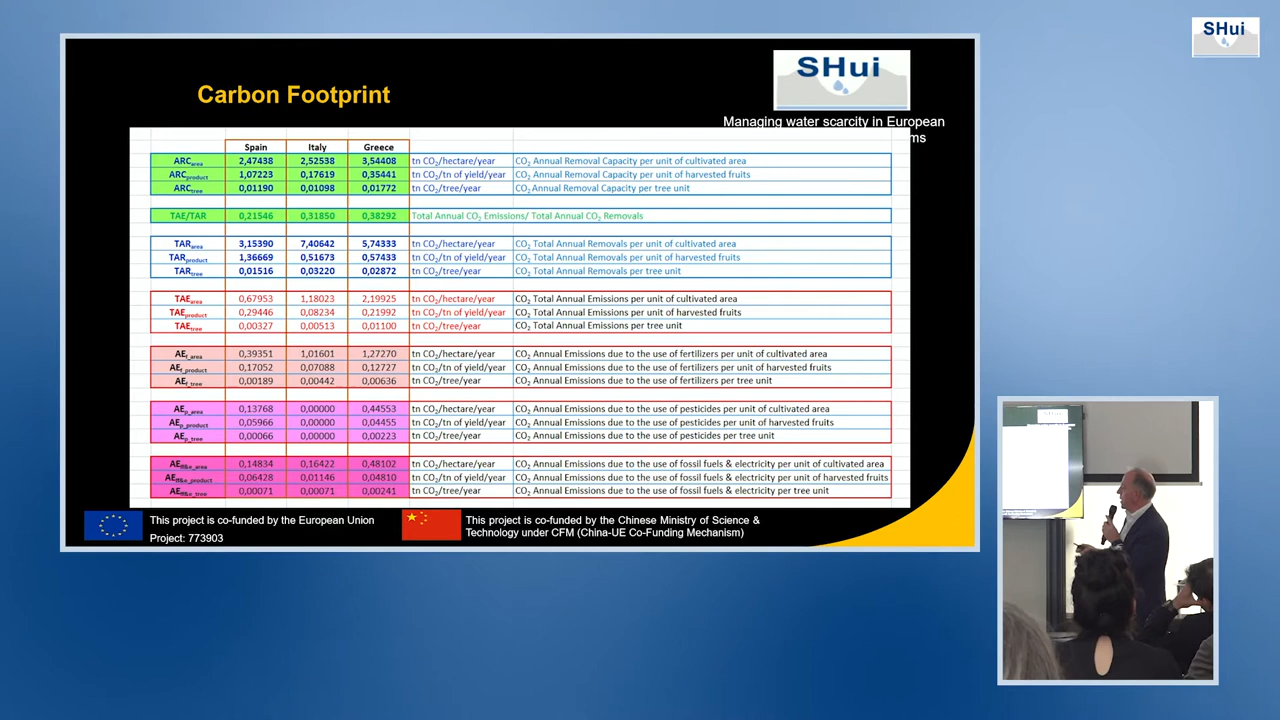 SHui
Carbon Footprint
SHui
Managing water scarcity in European
ms
Spain Italy Greece
ARCarea 2,47438 2,52538 3,54408 tn CO2/hectare/year CO2 Annual Removal Capacity per unit of cultivated area
ARCproduct 1,07223 0,17619 0,35441 tn CO2/tn of yield/year CO2 Annual Removal Capacity per unit of harvested fruits
ARCtree 0,01190 0,01098 0,01772 tn CO2/tree/year CO2 Annual Removal Capacity per tree unit
TAE/TAR 0,21546 0,31850 0,38292 Total Annual CO2 Emissions/ Total Annual CO2 Removals
TARarea 3,15390 7,40642 5,74333 tn CO2/hectare/year CO2 Total Annual Removals per unit of cultivated area
TARproduct 1,36669 0,51673 0,57433 tn CO2/tn of yield/year CO2 Total Annual Removals per unit of harvested fruits
TARtree 0,01516 0,03220 0,02872 tn CO2/tree/year CO2 Total Annual Removals per tree unit
TAEarea 0,67953 1,18023 2,19925 tn CO2/hectare/year CO2 Total Annual Emissions per unit of cultivated area
TAEproduct 0,29446 0,08234 0,21992 tn CO2/tn of yield/year CO2 Total Annual Emissions per unit of harvested fruits
TAEtree 0,00327 0,00513 0,01100 tn CO2/tree/year CO2 Total Annual Emissions per tree unit
AEf_area 0,39351 1,01601 1,27270 tn CO2/hectare/year CO2 Annual Emissions due to the use of fertilizers per unit of cultivated area
AEf_product 0,17052 0,07088 0,12727 tn CO2/tn of yield/year CO2 Annual Emissions due to the use of fertilizers per unit of harvested fruits
AEf_tree 0,00189 0,00442 0,00636 tn CO2/tree/year CO2 Annual Emissions due to the use of fertilizers per tree unit
AEp_area 0,13768 0,00000 0,44553 tn CO2/hectare/year CO2 Annual Emissions due to the use of pesticides per unit of cultivated area
AEp_product 0,05966 0,00000 0,04455 tn CO2/tn of yield/year CO2 Annual Emissions due to the use of pesticides per unit of harvested fruits
AEp_tree 0,00066 0,00000 0,00223 tn CO2/tree/year CO2 Annual Emissions due to the use of pesticides per tree unit
AEff&e_area 0,14834 0,16422 0,48102 tn CO2/hectare/year CO2 Annual Emissions due to the use of fossil fuels & electricity per unit of cultivated area
AEff&e_product 0,06428 0,01146 0,04810 tn CO2/tn of yield/year CO2 Annual Emissions due to the use of fossil fuels & electricity per unit of harvested fruits
AEff&e_tree 0,00071 0,00071 0,00241 tn CO2/tree/year CO2 Annual Emissions due to the use of fossil fuels & electricity per tree unit
This project is co-funded by the European Union
Project: 773903
This project is co-funded by the Chinese Ministry of Science &
Technology under CFM (China-UE Co-Funding Mechanism)